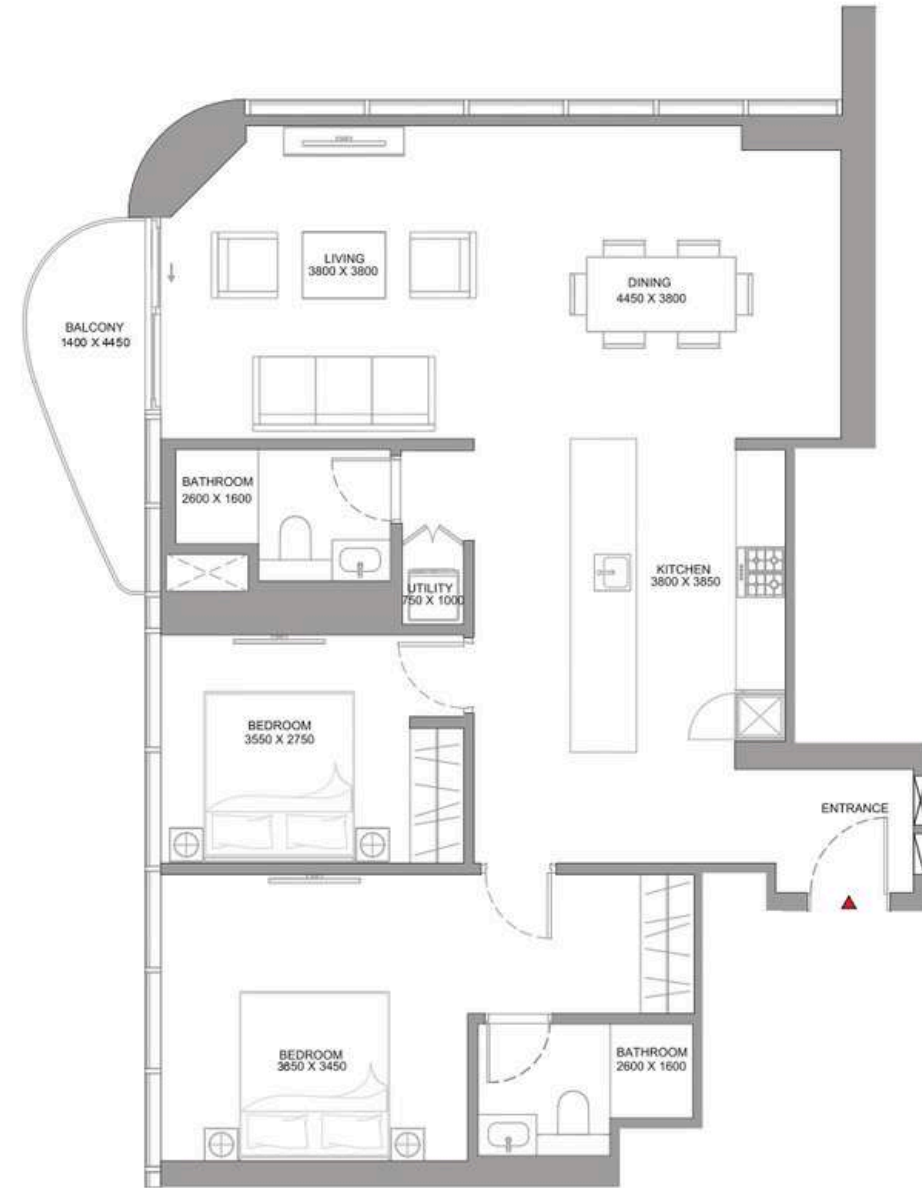 LIVING
3800 X 3800
DINING
4450 X 3800
BALCONY
1400 X 4450
BATHROOM
2600 X 1600
KITCHEN
3800 X 3850
UTILITY
750 X 1000
BEDROOM
3550 X 2750
ENTRANCE
BEDROOM
3650 X 3450
BATHROOM
2600 X 1600